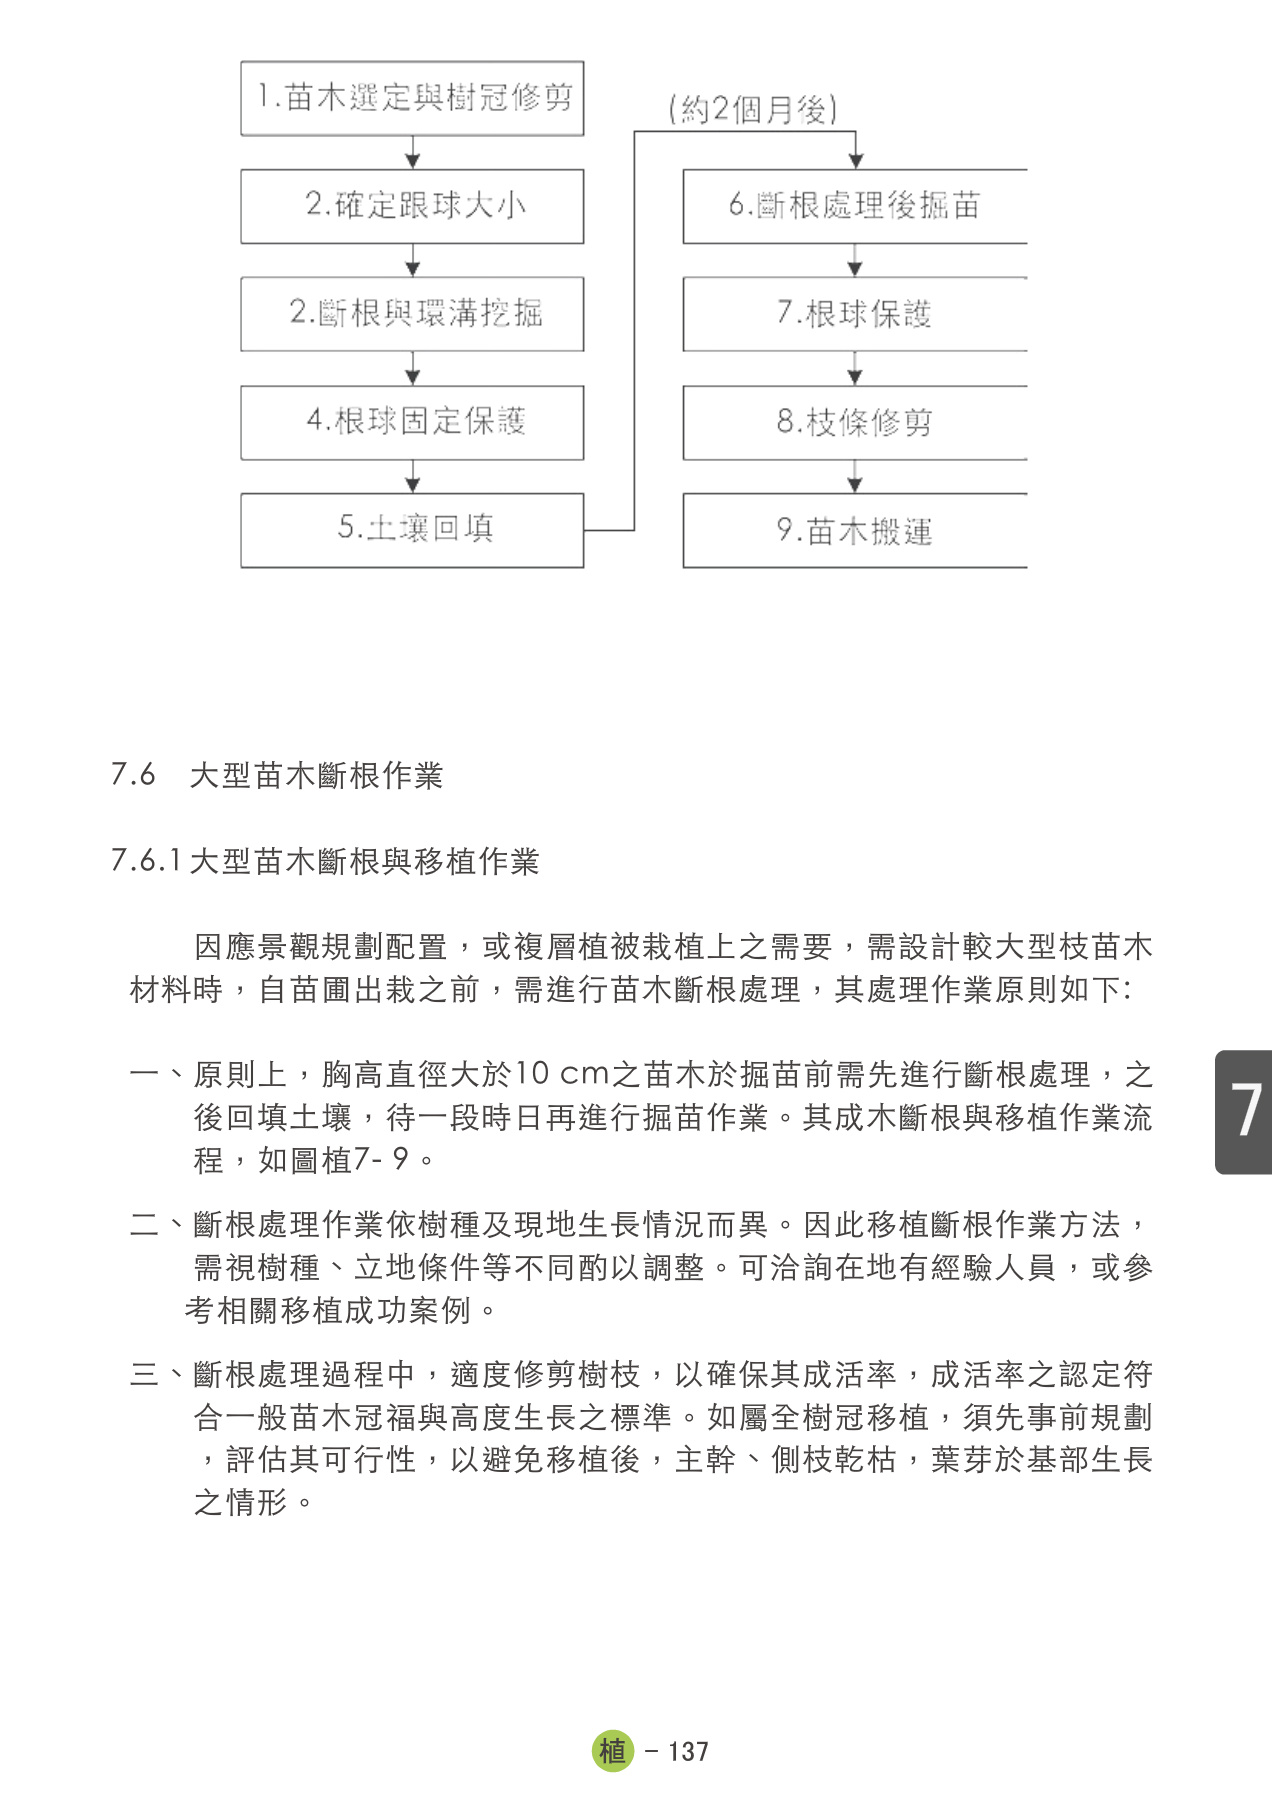 1.苗木選定與樹冠修剪
2.確定跟球大小
2.斷根與環溝挖掘
4.根球固定保護
5.土壤回填
(約2個月後)
6.斷根處理後掘苗
7.根球保護
8.枝條修剪
9.苗木搬運
7.6 大型苗木斷根作業
7.6.1大型苗木斷根與移植作業
因應景觀規劃配置，或複層植被栽植上之需要，需設計較大型枝苗木
材料時，自苗圃出栽之前，需進行苗木斷根處理，其處理作業原則如下:
一、原則上，胸高直徑大於10 cm之苗木於掘苗前需先進行斷根處理，之
後回填土壤，待一段時日再進行掘苗作業。其成木斷根與移植作業流
程，如圖植7- 9。
二、斷根處理作業依樹種及現地生長情況而異。因此移植斷根作業方法，
需視樹種、立地條件等不同酌以調整。可洽詢在地有經驗人員，或參
考相關移植成功案例。
三、斷根處理過程中，適度修剪樹枝，以確保其成活率，成活率之認定符
合一般苗木冠福與高度生長之標準。如屬全樹冠移植，須先事前規劃
，評估其可行性，以避免移植後，主幹、側枝乾枯，葉芽於基部生長
之情形。
7
植 - 137